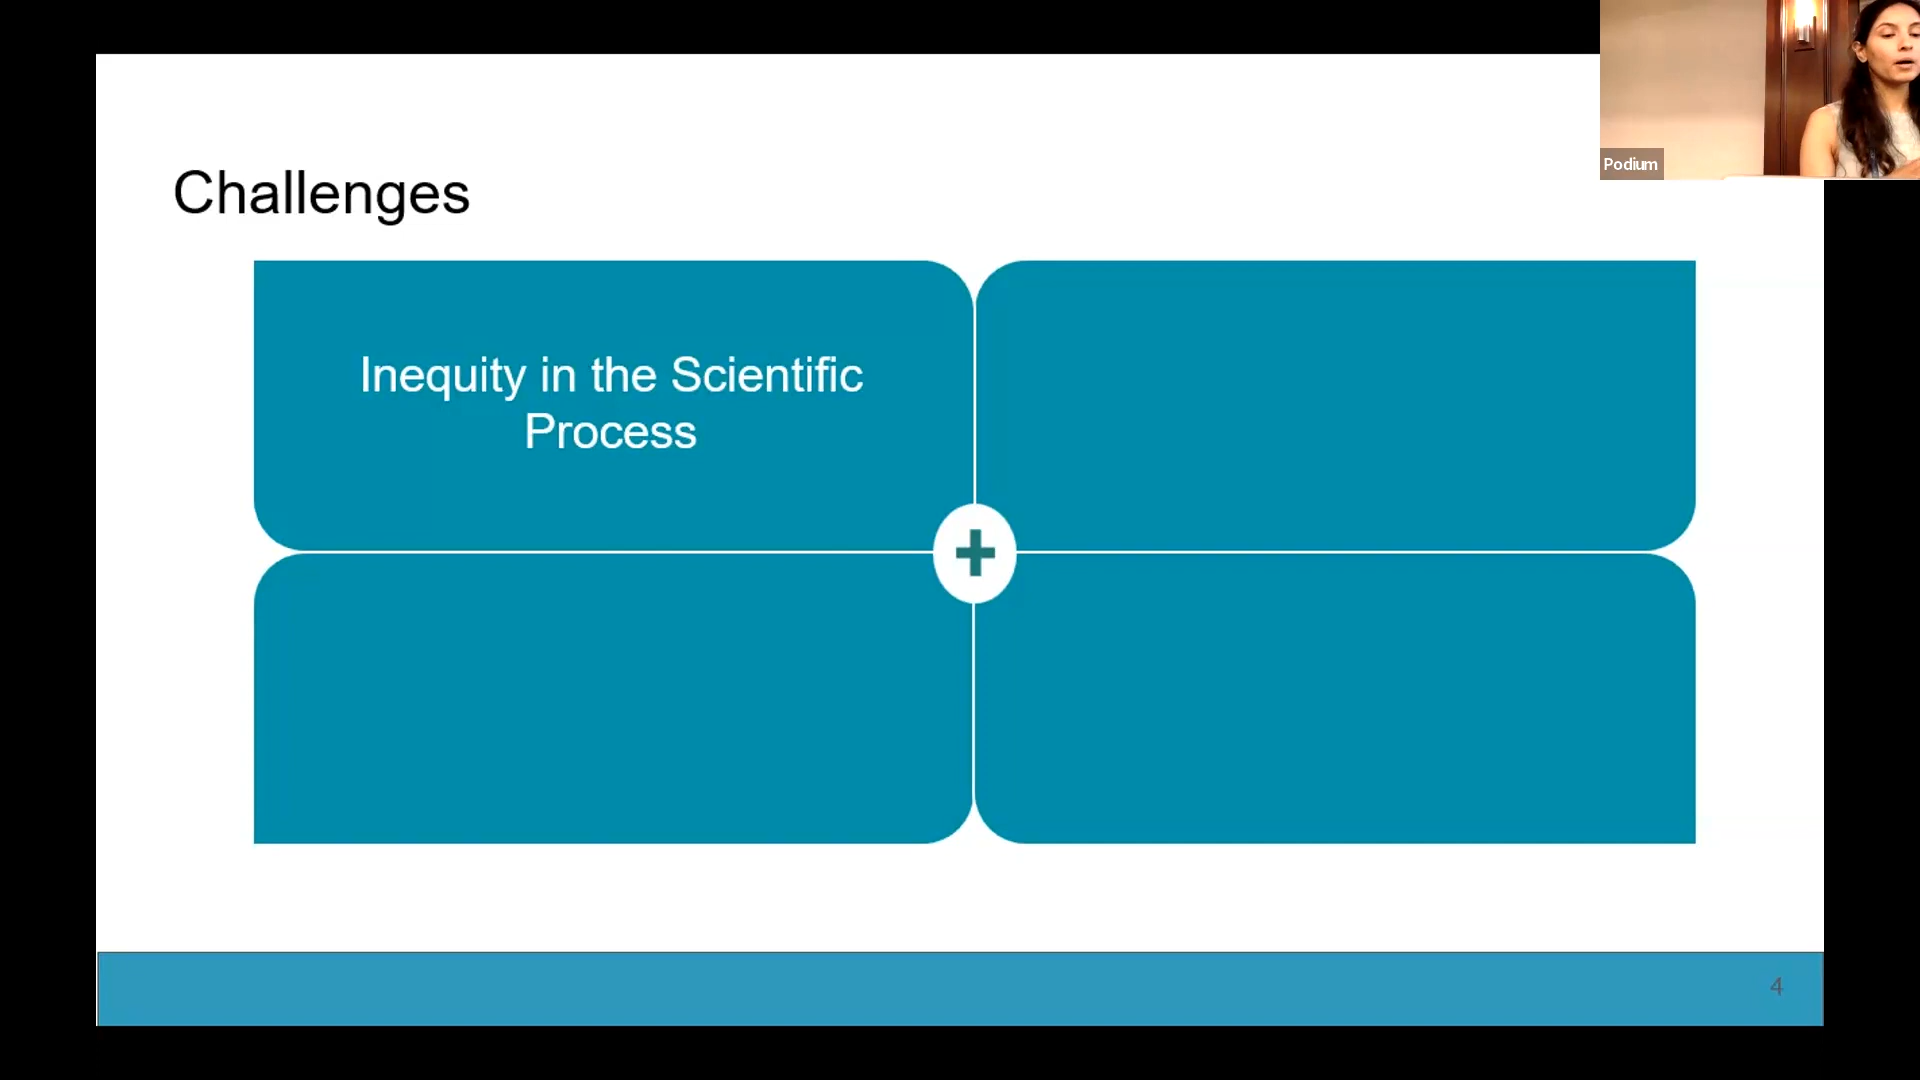 Podium
Challenges
Inequity in the Scientific
Process
4